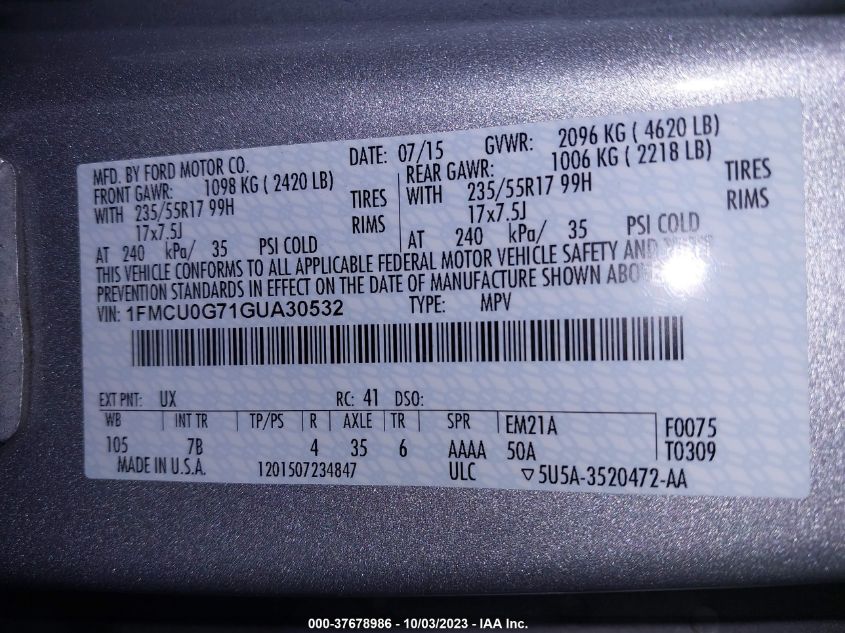 MFD. BY FORD MOTOR CO. DATE: 07/15 GVWR: 2096 KG ( 4620 LB)
FRONT GAWR: 1098 KG ( 2420 LB) REAR GAWR: 1006 KG ( 2218 LB)
WITH 235/55R17 99H TIRES WITH 235/55R17 99H TIRES
17x7.5J RIMS 17x7.5J RIMS
AT 240 kPa/ 35 PSI COLD AT 240 kPa/ 35 PSI COLD
THIS VEHICLE CONFORMS TO ALL APPLICABLE FEDERAL MOTOR VEHICLE SAFETY AND
PREVENTION STANDARDS IN EFFECT ON THE DATE OF MANUFACTURE SHOWN
VIN: 1FMCU0G71GUA30532 TYPE: MPV
EXT PNT: UX RC: 41 DSO:
WB INT TR TP/PS R AXLE TR SPR EM21A F0075
105 7B 4 35 6 AAAA 50A T0309
MADE IN U.S.A. 1201507234847 ULC ▽5U5A-3520472-AA
000-37678986 - 10/03/2023 - IAA Inc.